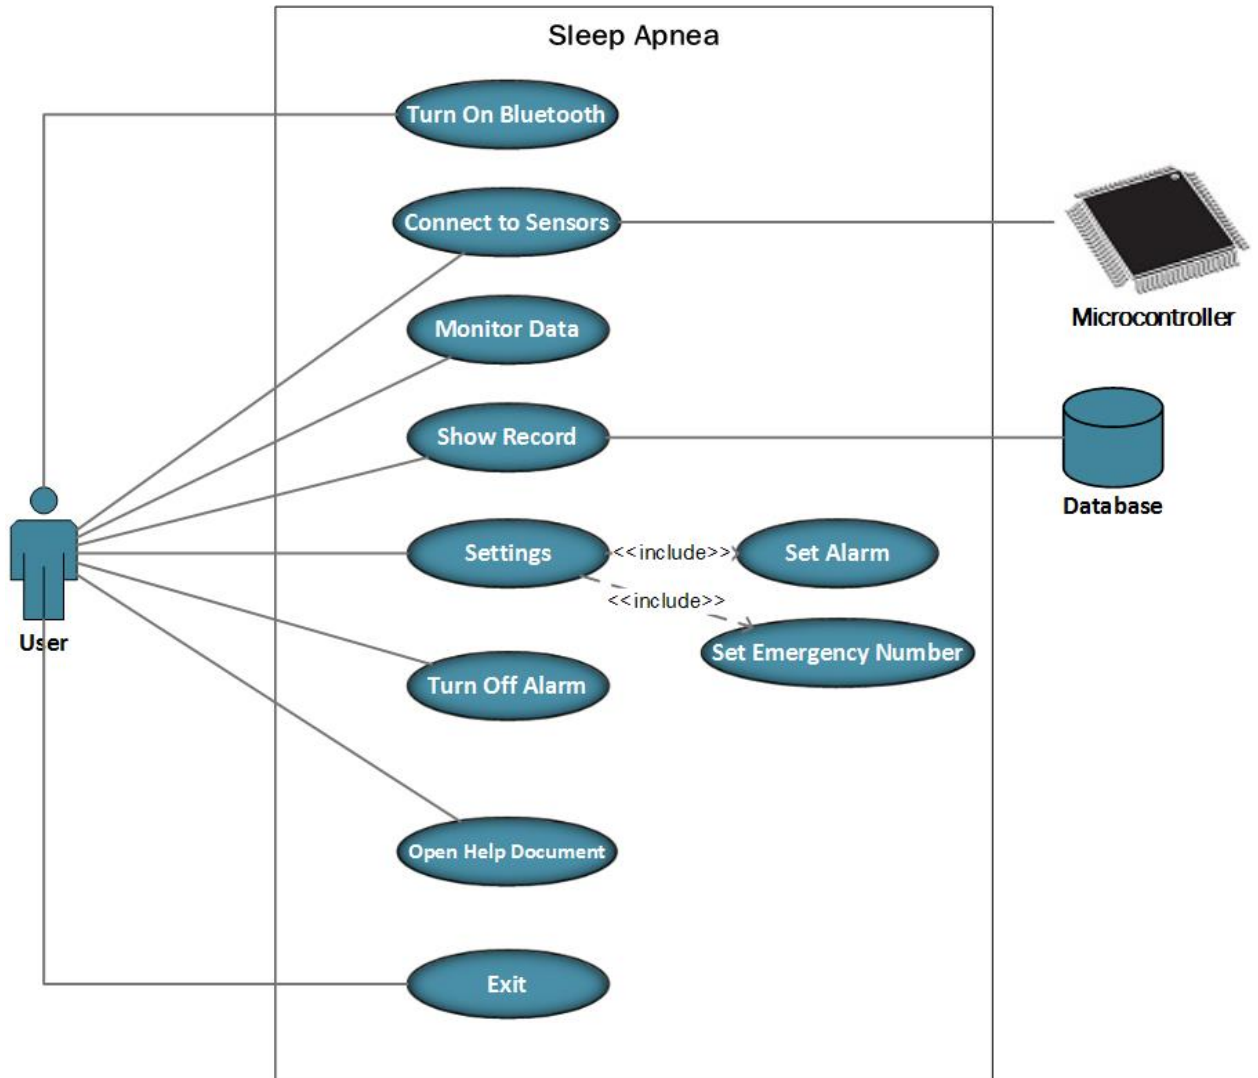 Sleep Apnea
Turn On Bluetooth
Connect to Sensors
Microcontroller
Monitor Data
Show Record
Database
Settings
<<include>>
Set Alarm
<<include>>
User
Set Emergency Number
Turn Off Alarm
Open Help Document
Exit